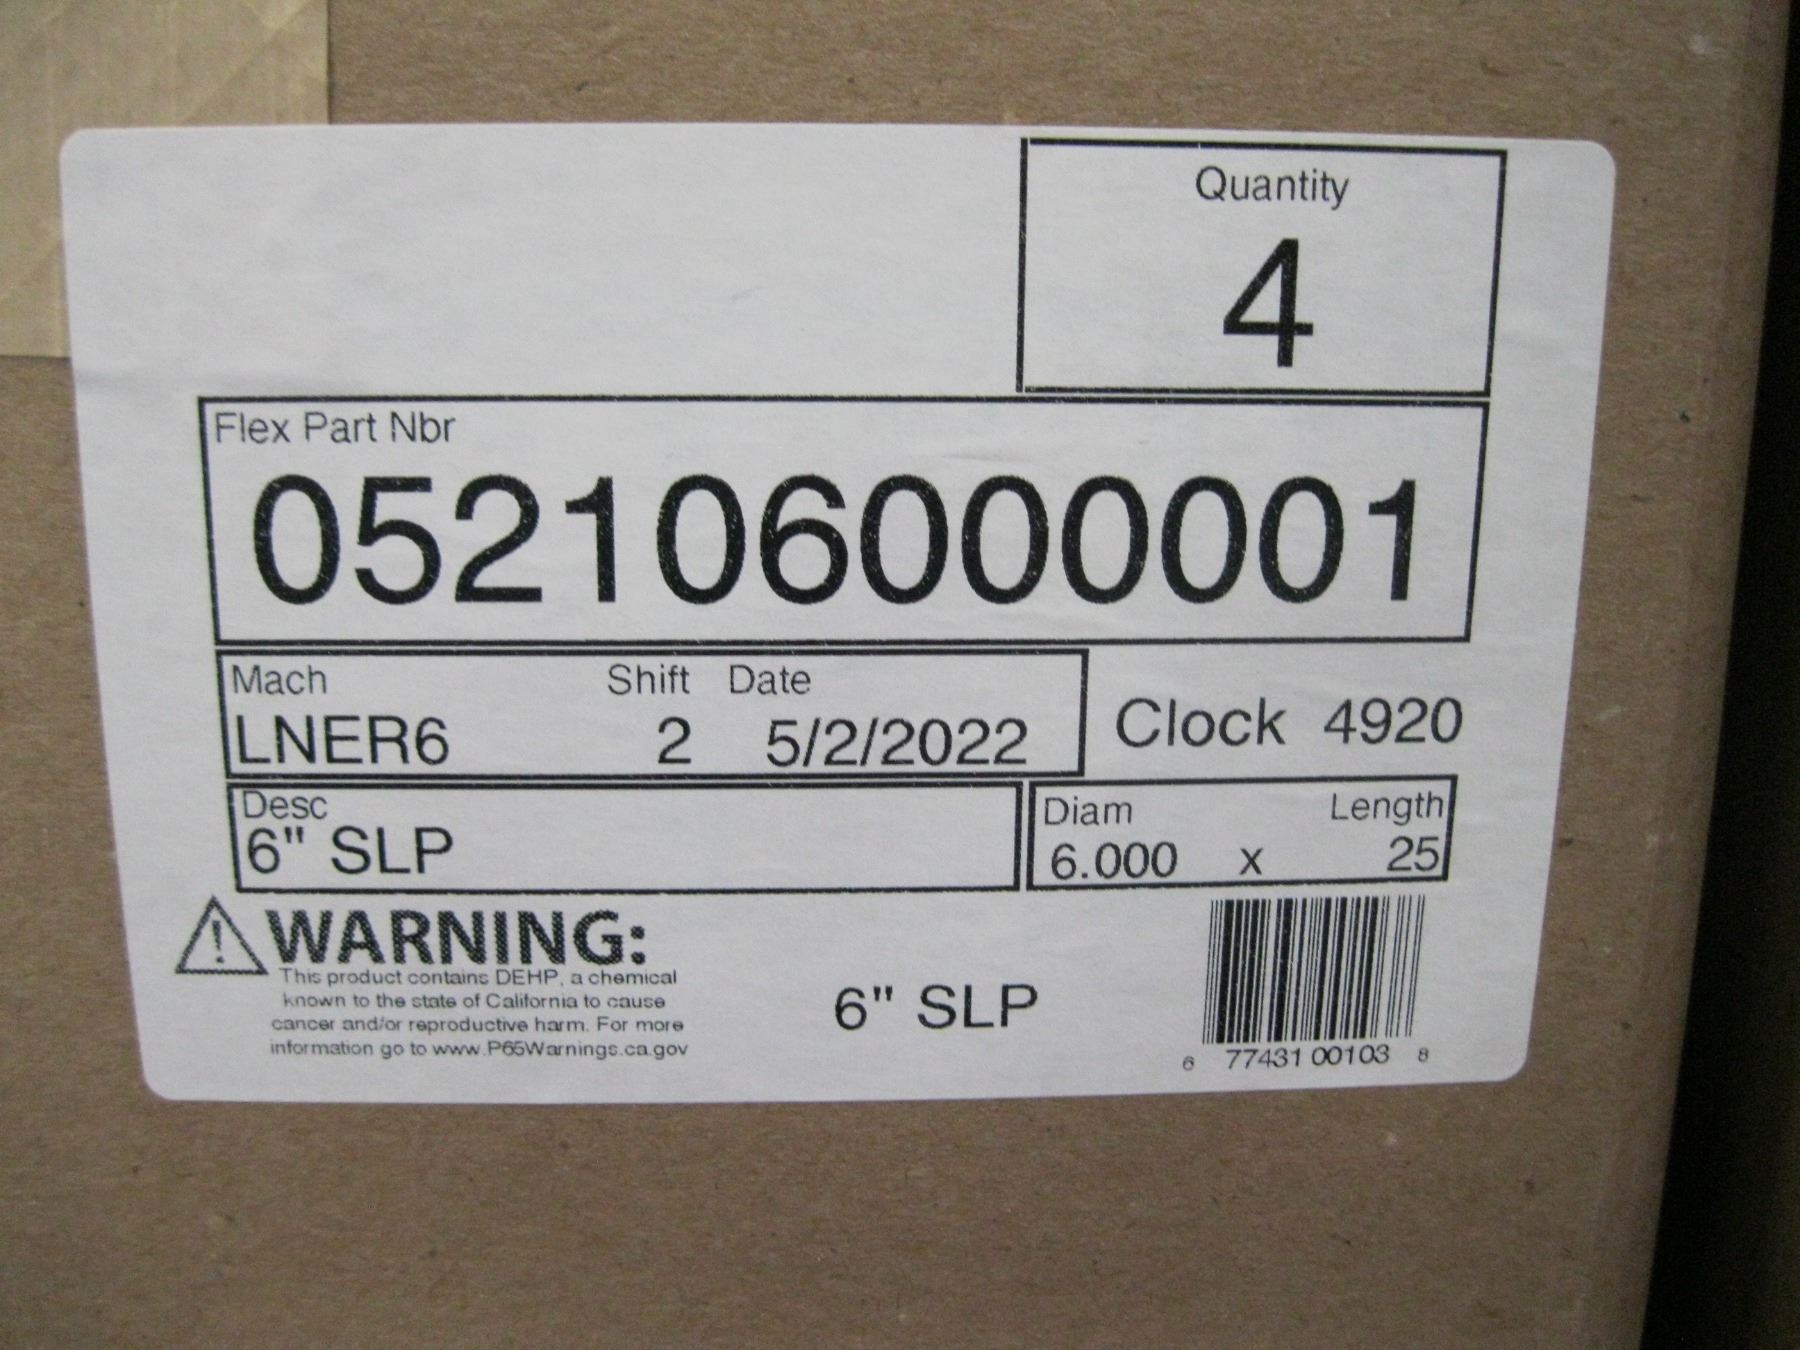 Quantity
4
Flex Part Nbr
052106000001
Mach Shift Date
LNER6 2 5/2/2022
Clock 4920
Desc
6" SLP
Diam Length
6.000 x 25
WARNING:
This product contains DEHP, a chemical
known to the state of California to cause
cancer and/or reproductive harm. For more
information go to www.P65Warnings.ca.gov
6" SLP
6 77431 00103 8